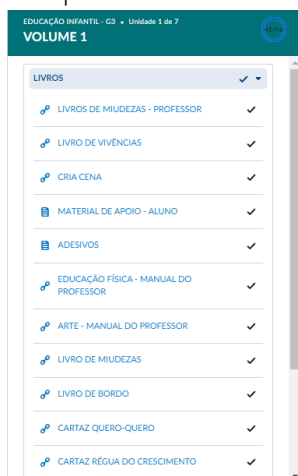 EDUCAÇÃO INFANTIL - G3 • Unidade 1 de 7
VOLUME 1
LIVROS
LIVROS DE MIUDEZAS - PROFESSOR
LIVRO DE VIVÊNCIAS
CRIA CENA
MATERIAL DE APOIO - ALUNO
ADESIVOS
EDUCAÇÃO FÍSICA - MANUAL DO
PROFESSOR
ARTE - MANUAL DO PROFESSOR
LIVRO DE MIUDEZAS
LIVRO DE BORDO
CARTAZ QUERO-QUERO
CARTAZ RÉGUA DO CRESCIMENTO